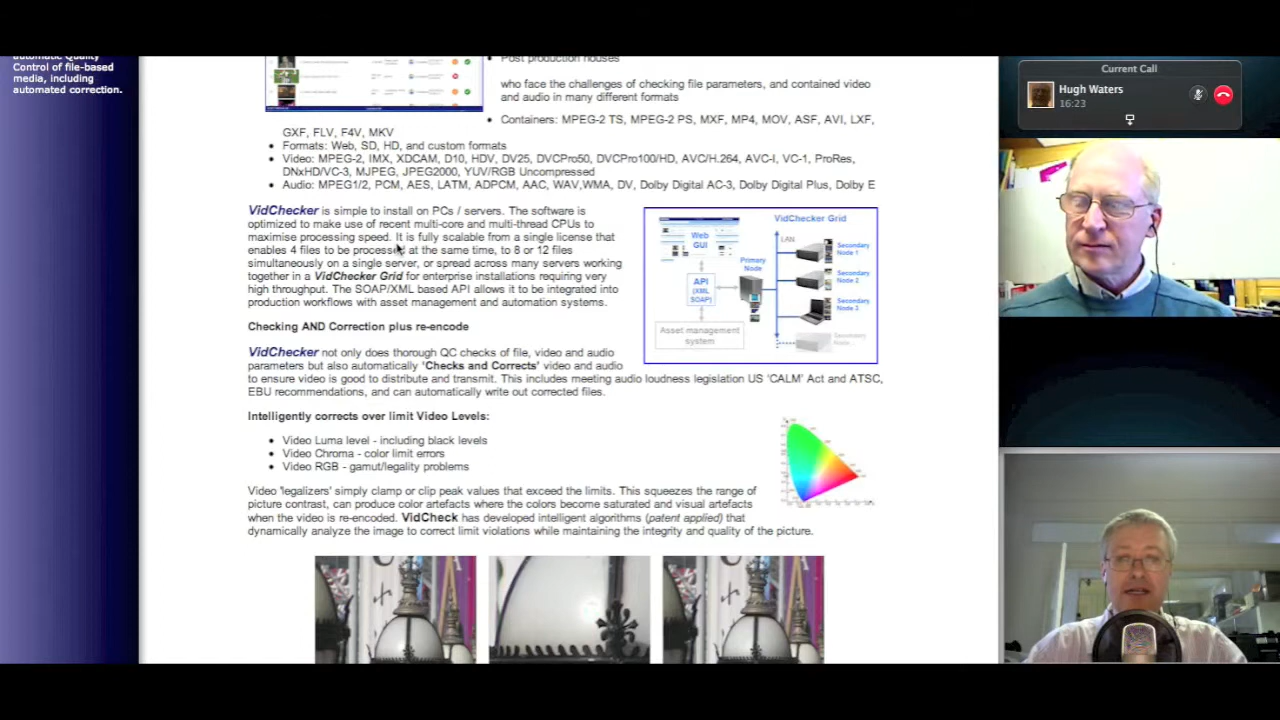 automatic Quality
Control of file-based
media, including
automated correction.
Post production houses
who face the challenges of checking file parameters, and contained video
and audio in many different formats
Containers: MPEG-2 TS, MPEG-2 PS, MXF, MP4, MOV, ASF, AVI, LXF,
GXF, FLV, F4V, MKV
Formats: Web, SD, HD, and custom formats
Video: MPEG-2, IMX, XDCAM, D10, HDV, DV25, DVCPro50, DVCPro100/HD, AVC/H.264, AVC-I, VC-1, ProRes,
DNxHD/VC-3, MJPEG, JPEG2000, YUV/RGB Uncompressed
Audio: MPEG1/2, PCM, AES, LATM, ADPCM, AAC, WAV,WMA, DV, Dolby Digital AC-3, Dolby Digital Plus, Dolby E
VidChecker is simple to install on PCs / servers. The software is
optimized to make use of recent multi-core and multi-thread CPUs to
maximise processing speed. It is fully scalable from a single license that
enables 4 files to be processed at the same time, to 8 or 12 files
simultaneously on a single server, or spread across many servers working
together in a VidChecker Grid for enterprise installations requiring very
high throughput. The SOAP/XML based API allows it to be integrated into
production workflows with asset management and automation systems.
VidChecker Grid
Web
GUI
LAN
Primary
Node
API
(XML
SOAP)
Asset management
system
Secondary
Node 1
Secondary
Node 2
Secondary
Node 3
Secondary
Node ...
Checking AND Correction plus re-encode
VidChecker not only does thorough QC checks of file, video and audio
parameters but also automatically 'Checks and Corrects' video and audio
to ensure video is good to distribute and transmit. This includes meeting audio loudness legislation US 'CALM' Act and ATSC,
EBU recommendations, and can automatically write out corrected files.
Intelligently corrects over limit Video Levels:
Video Luma level - including black levels
Video Chroma - color limit errors
Video RGB - gamut/legality problems
Video 'legalizers' simply clamp or clip peak values that exceed the limits. This squeezes the range of
picture contrast, can produce color artefacts where the colors become saturated and visual artefacts
when the video is re-encoded. VidCheck has developed intelligent algorithms (patent applied) that
dynamically analyze the image to correct limit violations while maintaining the integrity and quality of the picture.
Current Call
Hugh Waters
16:23